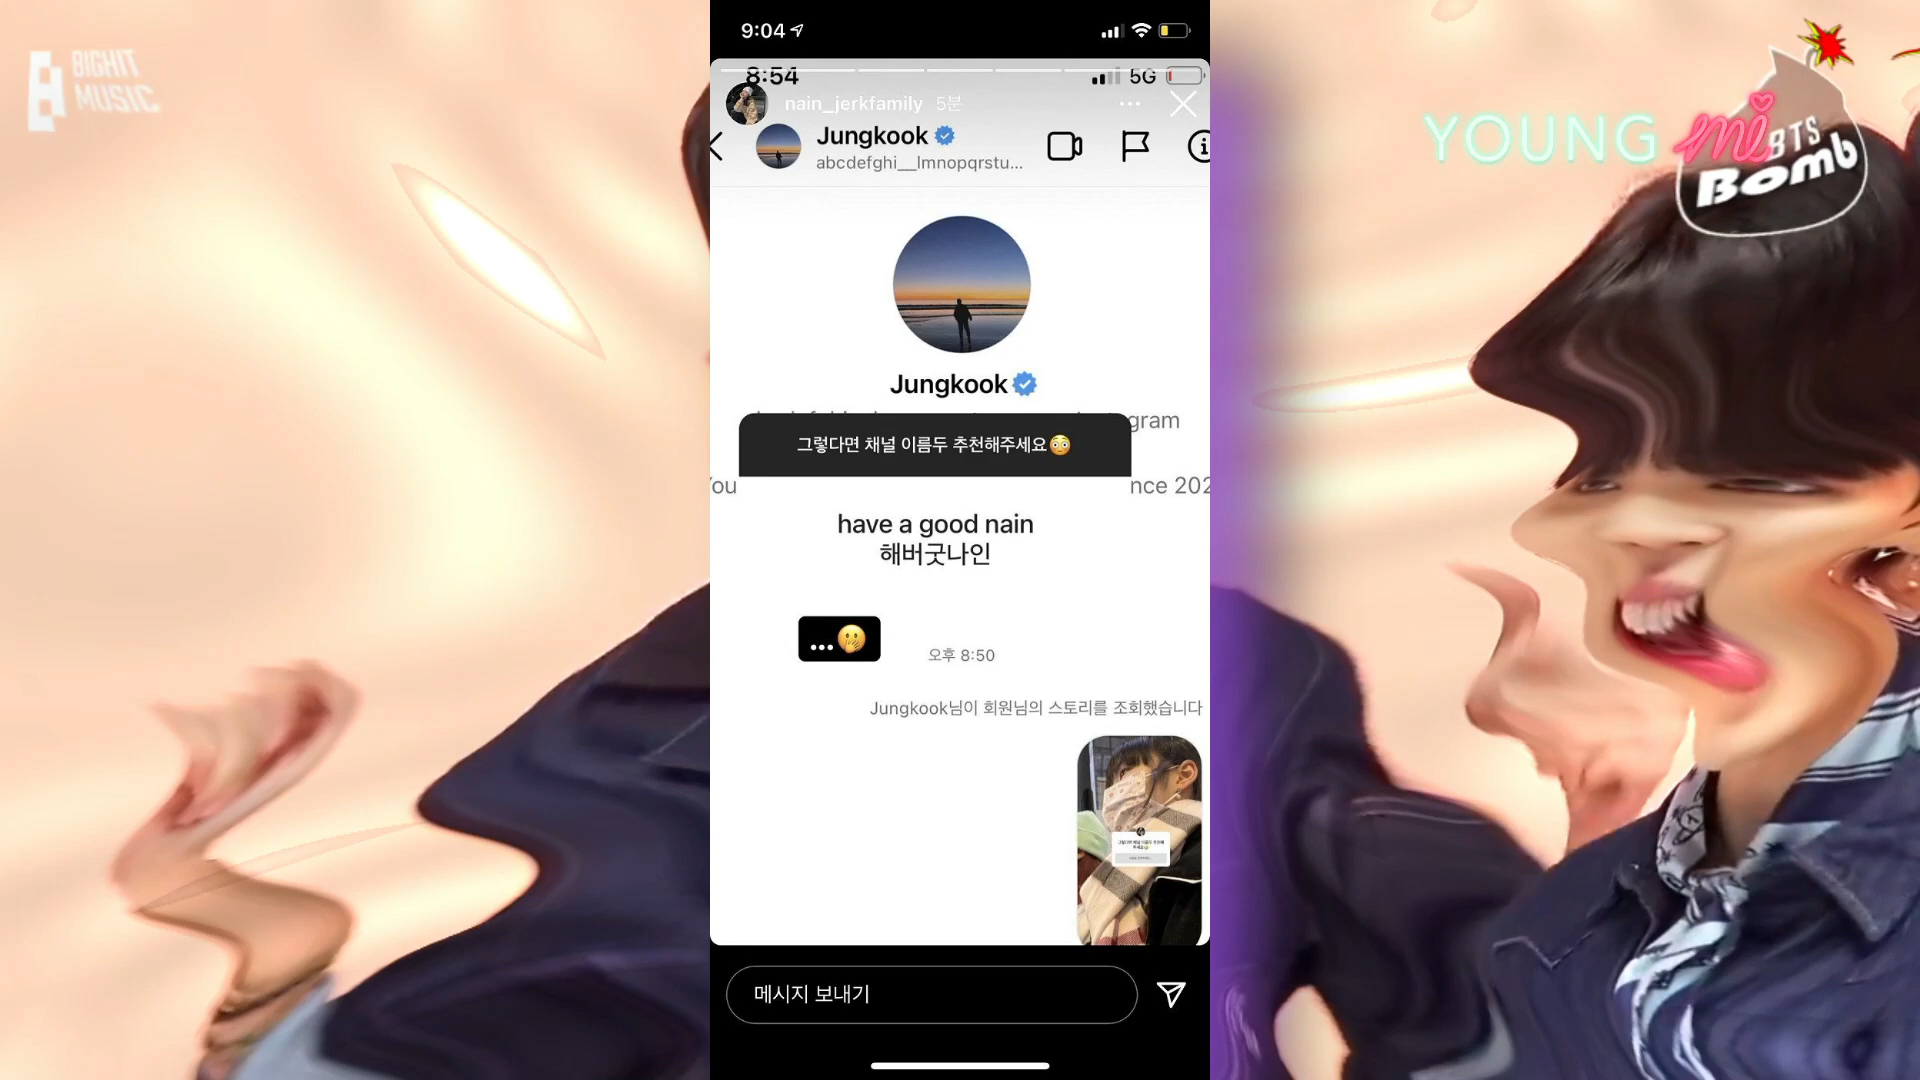 BIGHIT
MUSIC
YOUNG mi
BTS
Bomb
9:04
8:54
5G
nain_jerkfamily 5분
Jungkook
abcdefghi__lmnopqrstu...
Jungkook
gram
그렇다면 채널 이름두 추천해주세요😳
nce 202
have a good nain
해버굿나인
...🫢
오후 8:50
Jungkook님이 회원님의 스토리를 조회했습니다
메시지 보내기